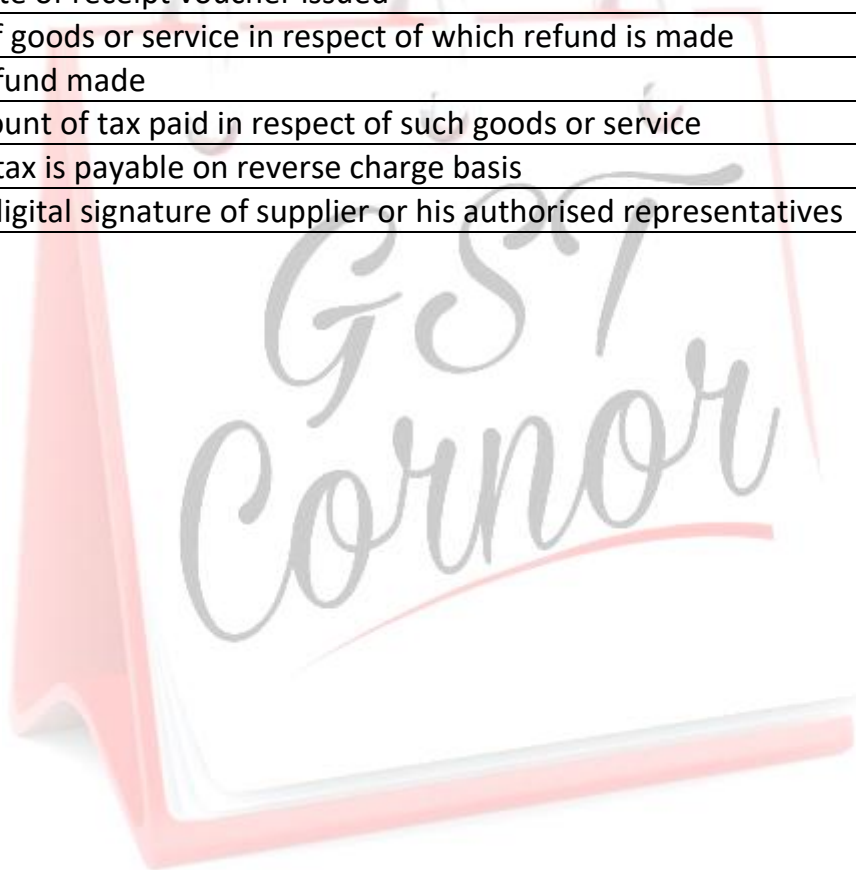 te of receipt voucher issued
f goods or service in respect of which refund is made
fund made
ount of tax paid in respect of such goods or service
tax is payable on reverse charge basis
digital signature of supplier or his authorised representatives
GST
Cornor